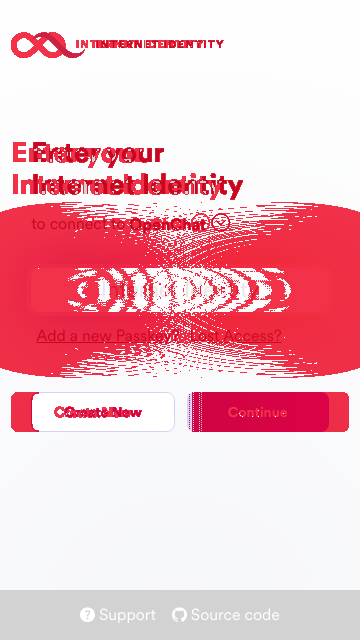 INTERNET IDENTITY
Enter your
Internet Identity
to connect to OpenChat
Add a new Passkey? Lost Access?
Create New Continue
Support Source code